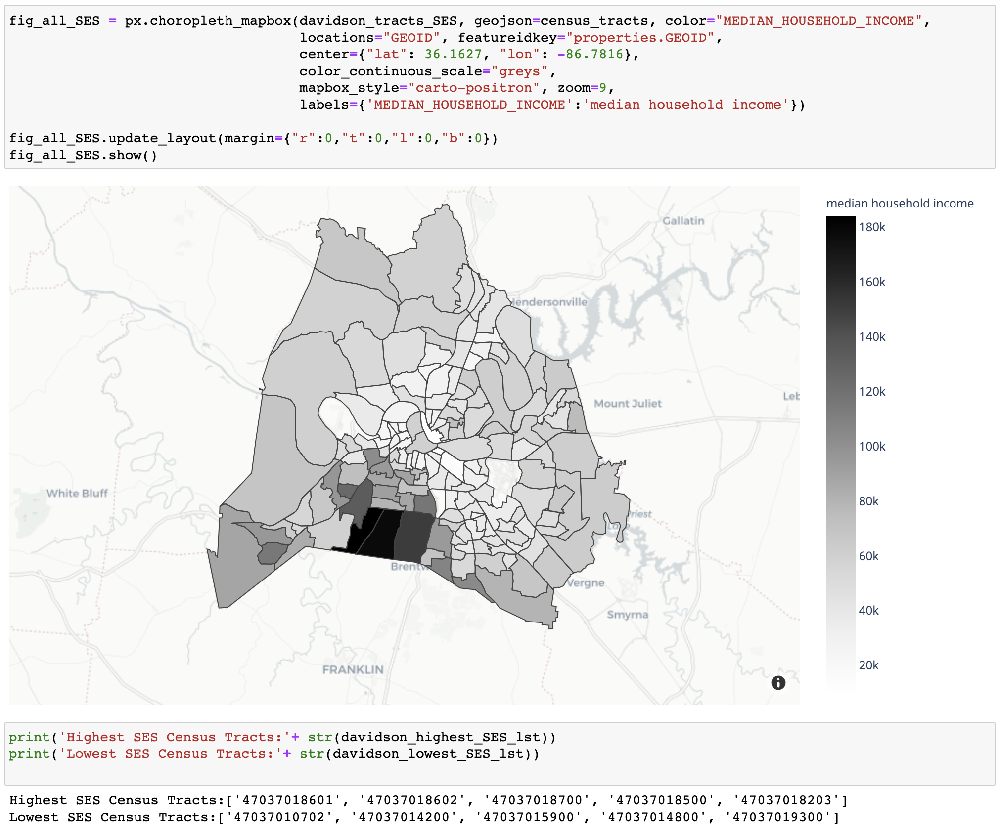 fig_all_SES = px.choropleth_mapbox(davidson_tracts_SES, geojson=census_tracts, color="MEDIAN_HOUSEHOLD_INCOME",
locations="GEOID", featureidkey="properties.GEOID",
center={"lat": 36.1627, "lon": -86.7816},
color_continuous_scale="greys",
mapbox_style="carto-positron", zoom=9,
labels={'MEDIAN_HOUSEHOLD_INCOME':'median household income'})
fig_all_SES.update_layout(margin={"r":0,"t":0,"l":0,"b":0})
fig_all_SES.show()
median household income
180k
160k
140k
120k
100k
80k
60k
40k
20k
Gallatin
Hendersonville
Mount Juliet
Leb
White Bluff
Priest
Brentw
Vergne
Smyrna
FRANKLIN
print('Highest SES Census Tracts:'+ str(davidson_highest_SES_lst))
print('Lowest SES Census Tracts:'+ str(davidson_lowest_SES_lst))
Highest SES Census Tracts:['47037018601', '47037018602', '47037018700', '47037018500', '47037018203']
Lowest SES Census Tracts:['47037010702', '47037014200', '47037015900', '47037014800', '47037019300']